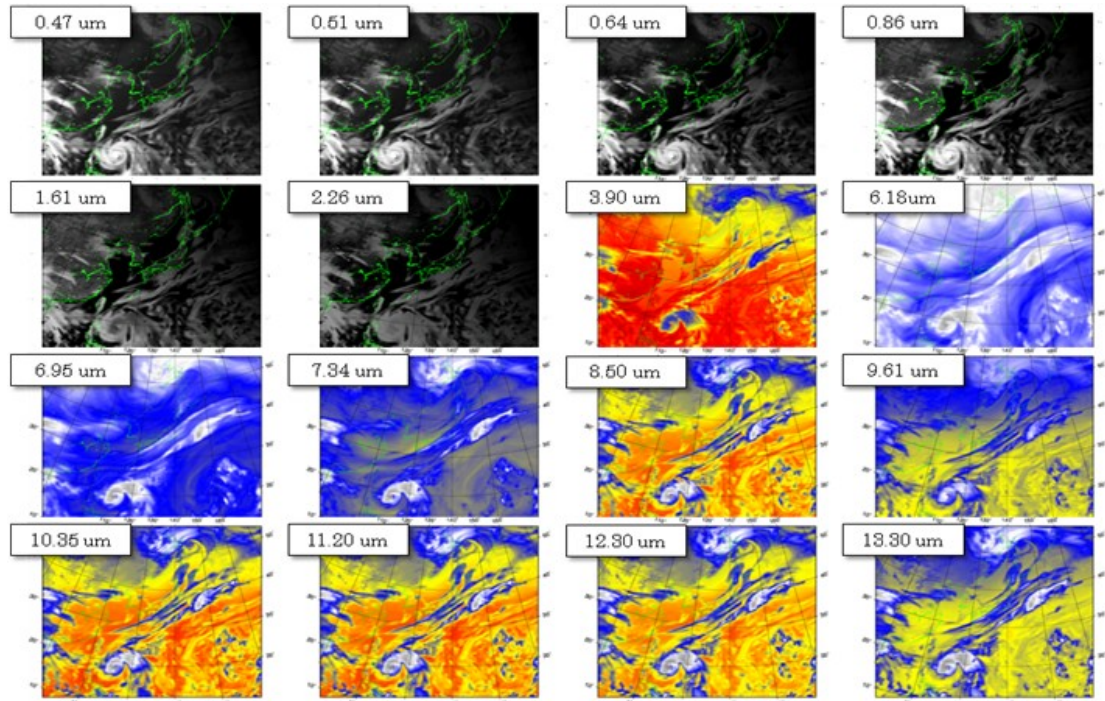 0.47 um
0.51 um
0.64 um
0.86 um
1.61 um
2.26 um
3.90 um
6.18um
6.95 um
7.34 um
8.50 um
9.61 um
10.35 um
11.20 um
12.30 um
13.30 um